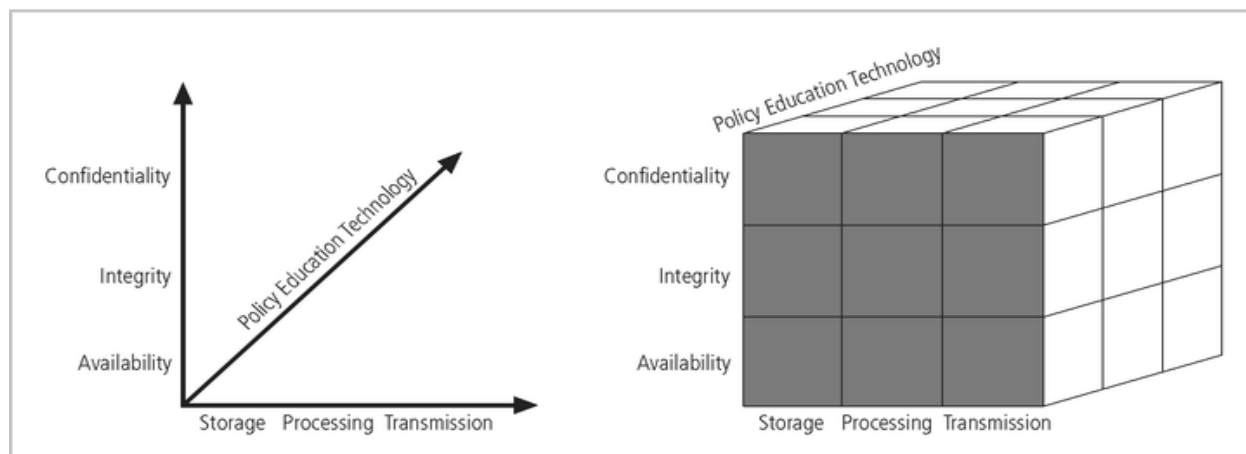 Confidentiality
Integrity
Availability
Policy Education Technology
Storage Processing Transmission
Policy Education Technology
Confidentiality
Integrity
Availability
Storage Processing Transmission